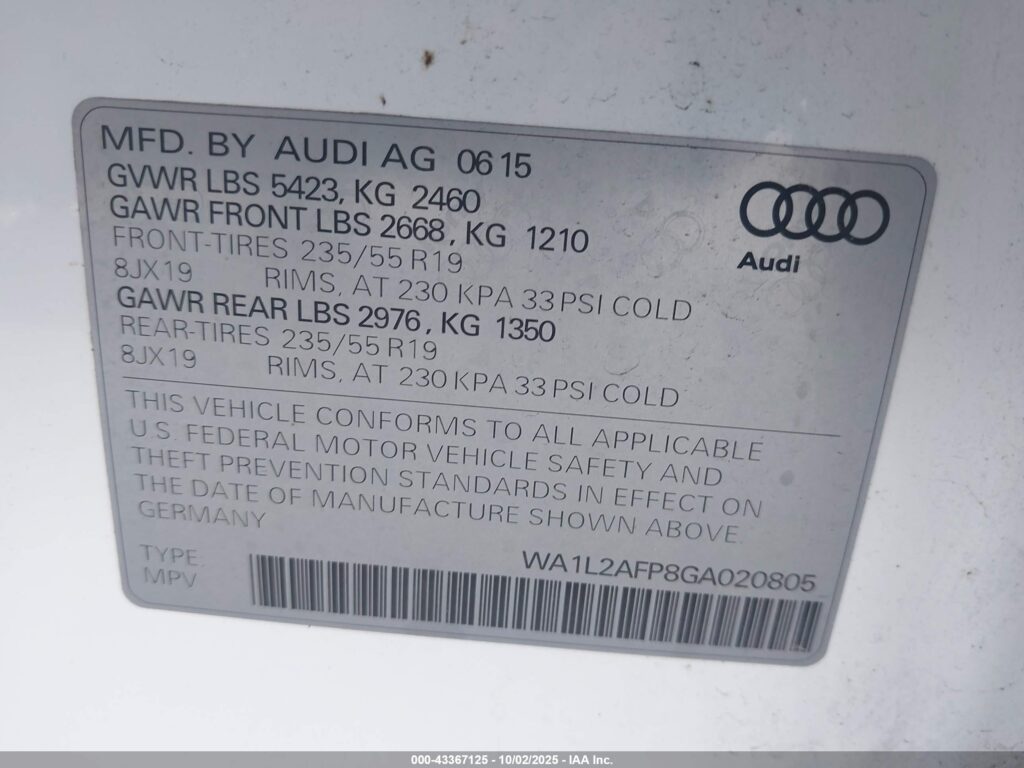 MFD. BY AUDI AG 06 15
GVWR LBS 5423, KG 2460
GAWR FRONT LBS 2668, KG 1210
FRONT-TIRES 235/55 R19
8JX19 RIMS, AT 230 KPA 33 PSI COLD
GAWR REAR LBS 2976, KG 1350
REAR-TIRES 235/55 R19
8JX19 RIMS, AT 230 KPA 33 PSI COLD
Audi
THIS VEHICLE CONFORMS TO ALL APPLICABLE
U.S. FEDERAL MOTOR VEHICLE SAFETY AND
THEFT PREVENTION STANDARDS IN EFFECT ON
THE DATE OF MANUFACTURE SHOWN ABOVE.
GERMANY
TYPE:
MPV
WA1L2AFP8GA020805
000-43367125 - 10/02/2025 - IAA Inc.